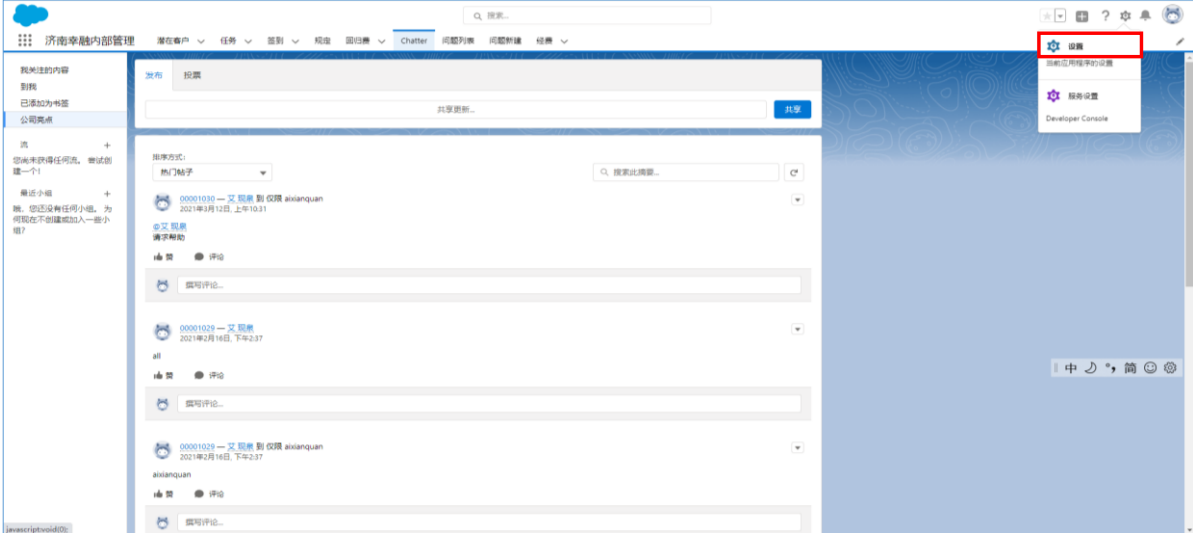 搜索...
济南幸融内部管理
潜在客户
任务
签到
规定
回归赛
Chatter
问题列表
问题新建
经费
设置
当前应用程序的设置
服务设置
Developer Console
我关注的内容
到我
已添加为书签
公司亮点
流
您尚未获得任何流。 尝试创
建一个!
最近小组
哦，您还没有任何小组。 为
何现在不创建或加入一些小
组?
发布
投票
共享更新...
共享
排序方式:
热门帖子
搜索此摘要...
00001030 — 艾 现泉 到 仅限 aixianquan
2021年3月12日, 上午10:31
@艾 现泉
请求帮助
赞
评论
撰写评论...
00001029 — 艾 现泉
2021年2月16日, 下午2:37
all
赞
评论
撰写评论...
00001029 — 艾 现泉 到 仅限 aixianquan
2021年2月16日, 下午2:37
aixianquan
赞
评论
撰写评论...
中
简
javascript:void(0);